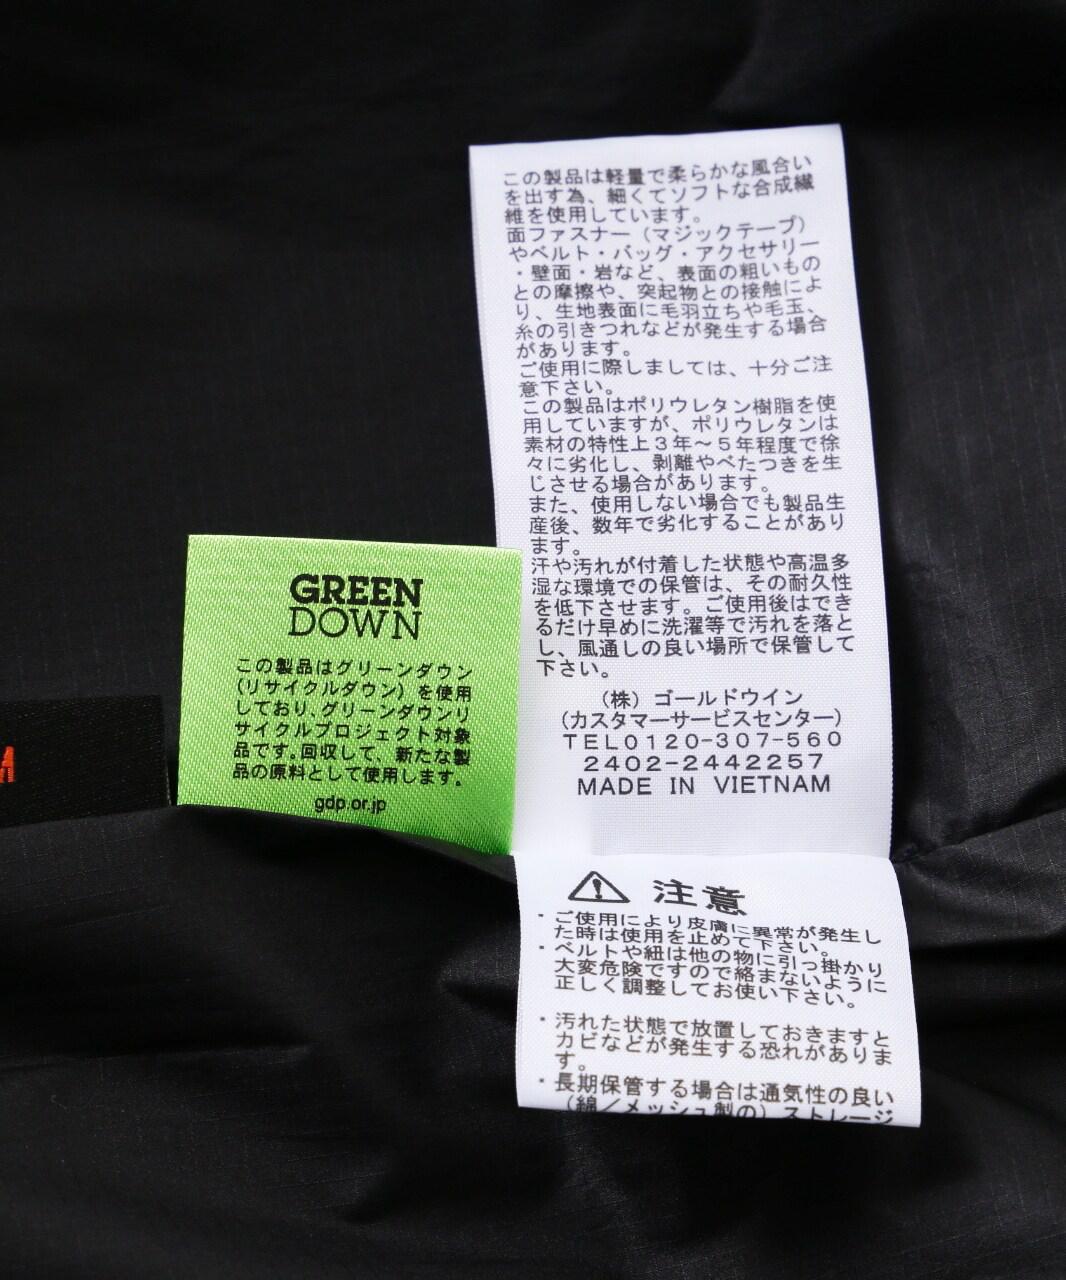 この製品は軽量で柔らかな風合い
を出す為、細くてソフトな合成繊
維を使用しています。
面ファスナー（マジックテープ）
やベルト・バッグ・アクセサリー
・壁面・岩など、表面の粗いもの
との摩擦や、突起物との接触によ
り、生地表面に毛羽立ちや毛玉、
糸の引きつれなどが発生する場合
があります。
ご使用に際しましては、十分ご注
意下さい。
この製品はポリウレタン樹脂を使
用していますが、ポリウレタンは
素材の特性上３年～５年程度で徐
々に劣化し、剥離やべたつきを生
じさせる場合があります。
また、使用しない場合でも製品生
産後、数年で劣化することがあり
ます。
汗や汚れが付着した状態や高温多
湿な環境での保管は、その耐久性
を低下させます。ご使用後はでき
るだけ早めに洗濯等で汚れを落と
し、風通しの良い場所で保管して
下さい。
（株）ゴールドウイン
（カスタマーサービスセンター）
TEL0120-307-560
2402-2442257
MADE IN VIETNAM
GREEN
DOWN
この製品はグリーンダウン
（リサイクルダウン）を使用
しており、グリーンダウンリ
サイクルプロジェクト対象
品です。回収して、新たな製
品の原料として使用します。
gdp.or.jp
注意
・ご使用により皮膚に異常が発生し
た時は使用を止めて下さい。
・ベルトや紐は他の物に引っ掛かり
大変危険ですので絡まないように
正しく調整してお使い下さい。
・汚れた状態で放置しておきますと
カビなどが発生する恐れがありま
す。
・長期保管する場合は通気性の良い
（綿／メッシュ製の）ストレージ